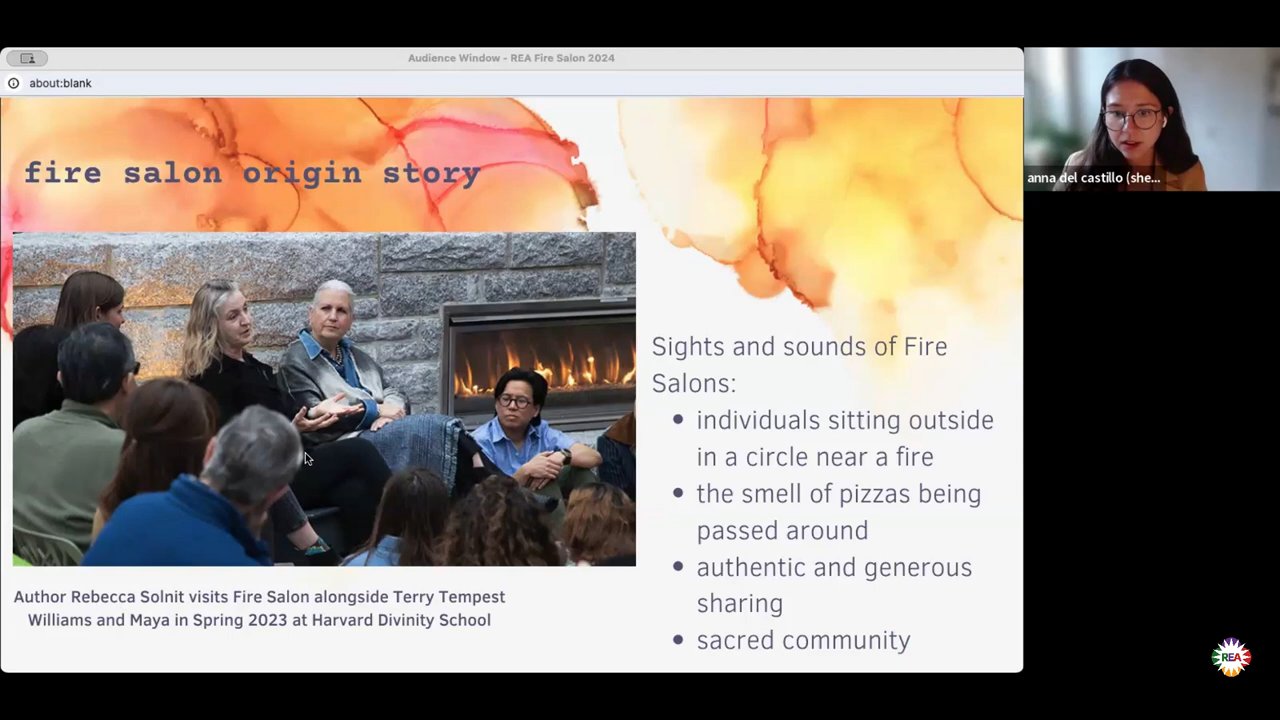 Audience Window - REA Fire Salon 2024
about:blank
fire salon origin story
Sights and sounds of Fire
Salons:
• individuals sitting outside
in a circle near a fire
• the smell of pizzas being
passed around
• authentic and generous
sharing
• sacred community
Author Rebecca Solnit visits Fire Salon alongside Terry Tempest
Williams and Maya in Spring 2023 at Harvard Divinity School
anna del castillo (she...
REA